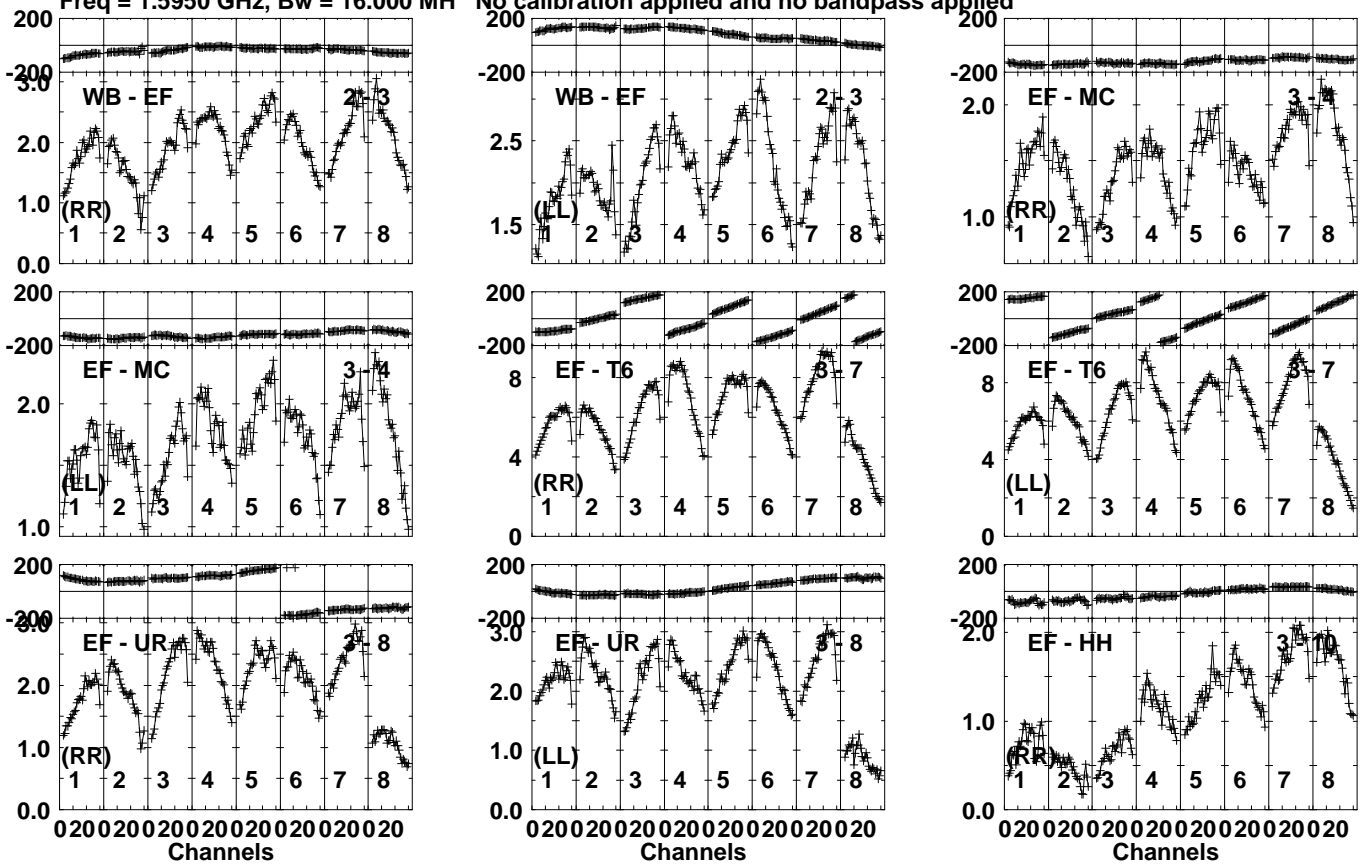 Freq = 1.5950 GHz, Bw = 16.000 MH   No calibration applied and no bandpass applied
200 200 200
-200 -200 -200
3.0
WB - EF 2 - 3 WB - EF 2 - 3 EF - MC 3 - 4
2.0 2.5 2.0
1.0 1.5 1.0
(RR) (LL) (RR)
1 2 3 4 5 6 7 8 1 2 3 4 5 6 7 8 1 2 3 4 5 6 7 8
0.0
200 200 200
-200 -200 -200
EF - MC 3 - 4 EF - T6 3 - 7 EF - T6 3 - 7
2.0 8 8
4 4
(LL) (RR) (LL)
1 2 3 4 5 6 7 8 1 2 3 4 5 6 7 8 1 2 3 4 5 6 7 8
1.0 0 0
200 200 200
-200 -200 -200
3.0 3.0 2.0
EF - UR 3 - 8 EF - UR 3 - 8 EF - HH 3 - 10
2.0 2.0 1.0
1.0 1.0
(RR) (LL) (RR)
1 2 3 4 5 6 7 8 1 2 3 4 5 6 7 8 1 2 3 4 5 6 7 8
0.0 0.0 0.0
0 20 0 20 0 20 0 20 0 20 0 20 0 20 0 20 0 20 0 20 0 20 0 20 0 20 0 20 0 20 0 20 0 20 0 20 0 20 0 20 0 20 0 20 0 20 0 20
Channels Channels Channels